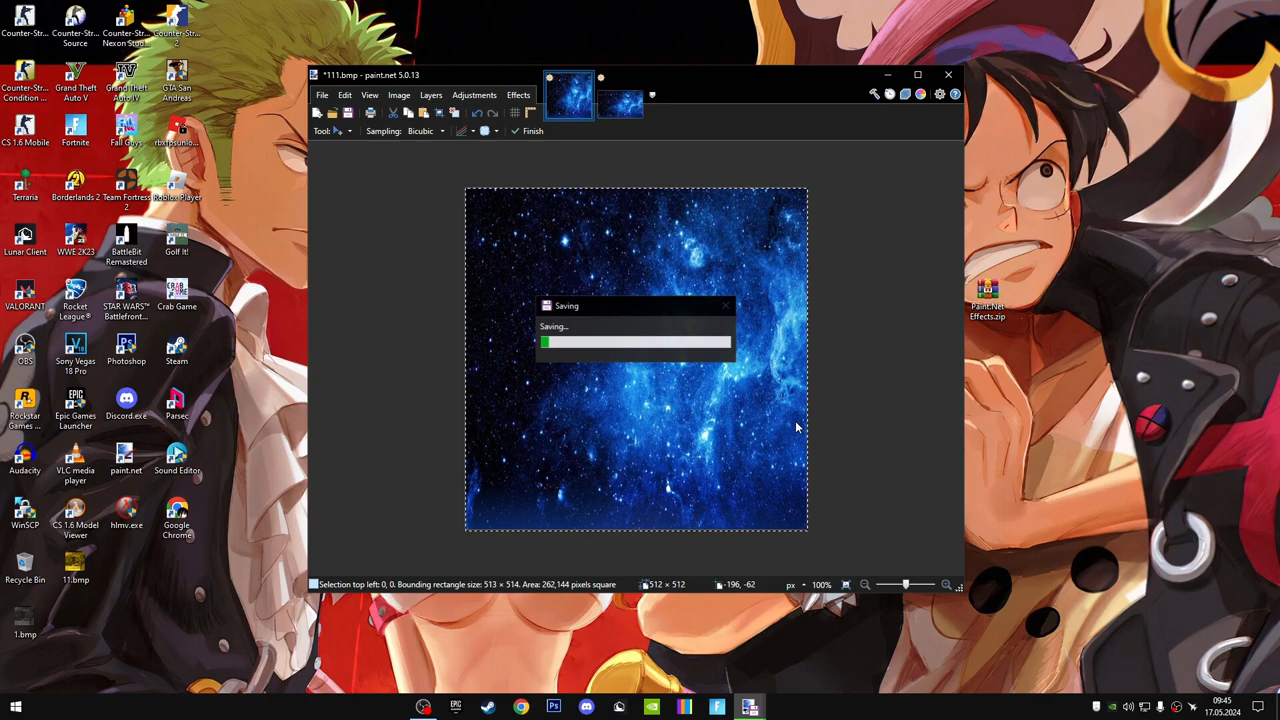 Counter-Str...
Counter-Str...
Source
Counter-Str...
Nexon Stud...
Counter-Str...
2
Counter-Str...
Condition ...
Grand Theft
Auto V
Grand Theft
Auto IV
GTA San
Andreas
CS 1.6 Mobile
Fortnite
Fall Guys
rbxfpsunlo...
Terraria
Borderlands 2
Team Fortress
2
Roblox Player
Lunar Client
WWE 2K23
BattleBit
Remastered
Golf It!
VALORANT
Rocket
League®
STAR WARS™
Battlefront...
Crab Game
OBS
Sony Vegas
18 Pro
Photoshop
Steam
Rockstar
Games ...
Epic Games
Launcher
Discord.exe
Parsec
Audacity
VLC media
player
paint.net
Sound Editor
WinSCP
CS 1.6 Model
Viewer
hlmv.exe
Google
Chrome
Recycle Bin
11.bmp
1.bmp
*111.bmp - paint.net 5.0.13
File Edit View Image Layers Adjustments Effects
Tool: Sampling: Bicubic Finish
Saving
Saving...
Selection top left: 0, 0. Bounding rectangle size: 513 × 514. Area: 262,144 pixels square 512 × 512 -196, -62 px 100%
Paint.Net
Effects.zip
09:45
17.05.2024